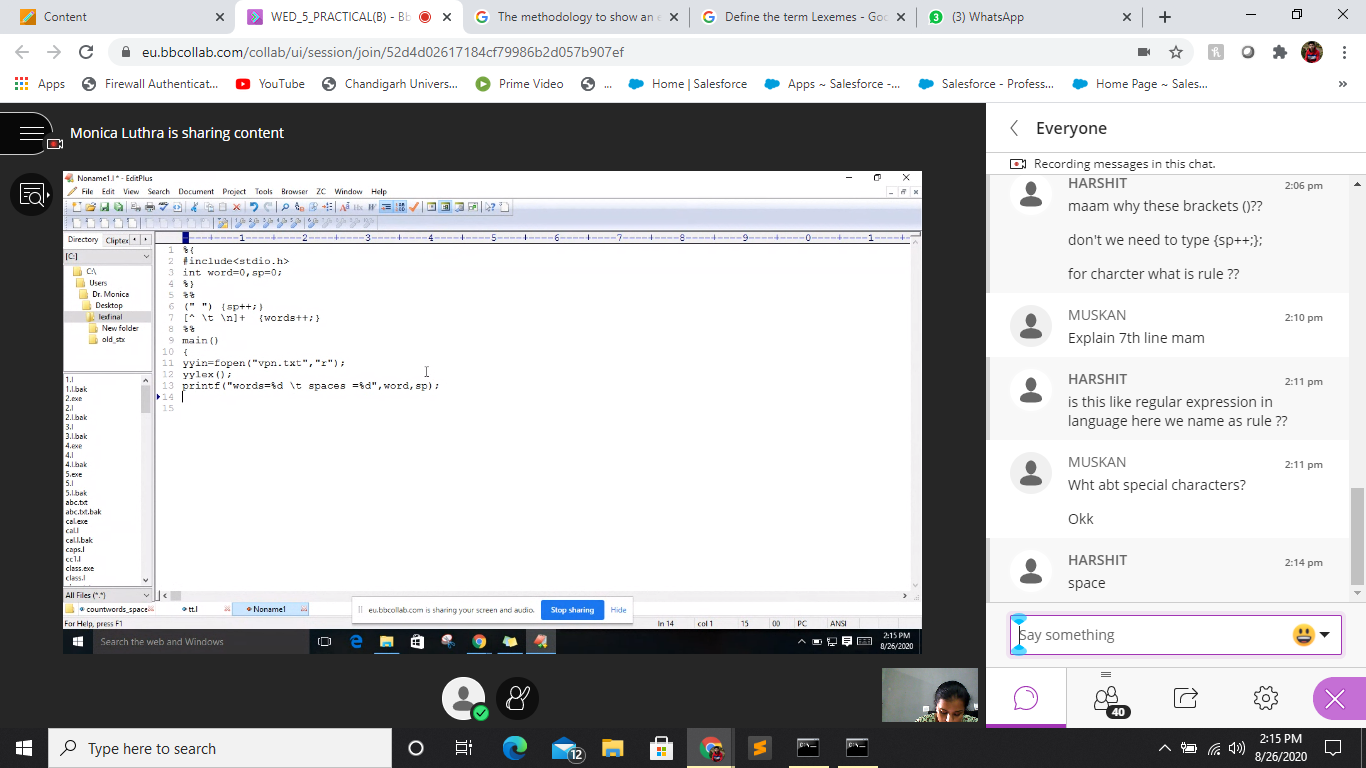 Content
WED_5_PRACTICAL(B) - Bb
The methodology to show an e
Define the term Lexemes - Goo
(3) WhatsApp
eu.bbcollab.com/collab/ui/session/join/52d4d02617184cf79986b2d057b907ef
Apps
Firewall Authenticat...
YouTube
Chandigarh Univers...
Prime Video
...
Home | Salesforce
Apps ~ Salesforce -...
Salesforce - Profess...
Home Page ~ Sales...
Monica Luthra is sharing content
Noname1.l * - EditPlus
File Edit View Search Document Project Tools Browser ZC Window Help
Directory Cliptex
[C:]
C:\
Users
Dr. Monica
Desktop
lexfinal
New folder
old_stx
1.l
1.l.bak
2.exe
2.l
2.l.bak
3.l
3.l.bak
4.exe
4.l
4.l.bak
5.exe
5.l
5.l.bak
abc.txt
abc.txt.bak
cal.exe
cal.l
cal.l.bak
caps.l
cc1.l
class.exe
class.l
All Files (*.*)
1 %{
2 #include<stdio.h>
3 int word=0,sp=0;
4 %}
5 %%
6 (" ") {sp++;}
7 [^ \t \n]+ {words++;}
8 %%
9 main()
10 {
11 yyin=fopen("vpn.txt","r");
12 yylex();
13 printf("words=%d \t spaces =%d",word,sp);
14
15
countwords_space
tt.l
Noname1
eu.bbcollab.com is sharing your screen and audio.
Stop sharing
Hide
For Help, press F1
ln 14 col 1 15 00 PC ANSI
Search the web and Windows
2:15 PM
8/26/2020
Everyone
Recording messages in this chat.
HARSHIT
2:06 pm
maam why these brackets ()??
don't we need to type {sp++;};
for charcter what is rule ??
MUSKAN
2:10 pm
Explain 7th line mam
HARSHIT
2:11 pm
is this like regular expression in
language here we name as rule ??
MUSKAN
2:11 pm
Wht abt special characters?
Okk
HARSHIT
2:14 pm
space
Say something
40
Type here to search
12
2:15 PM
8/26/2020